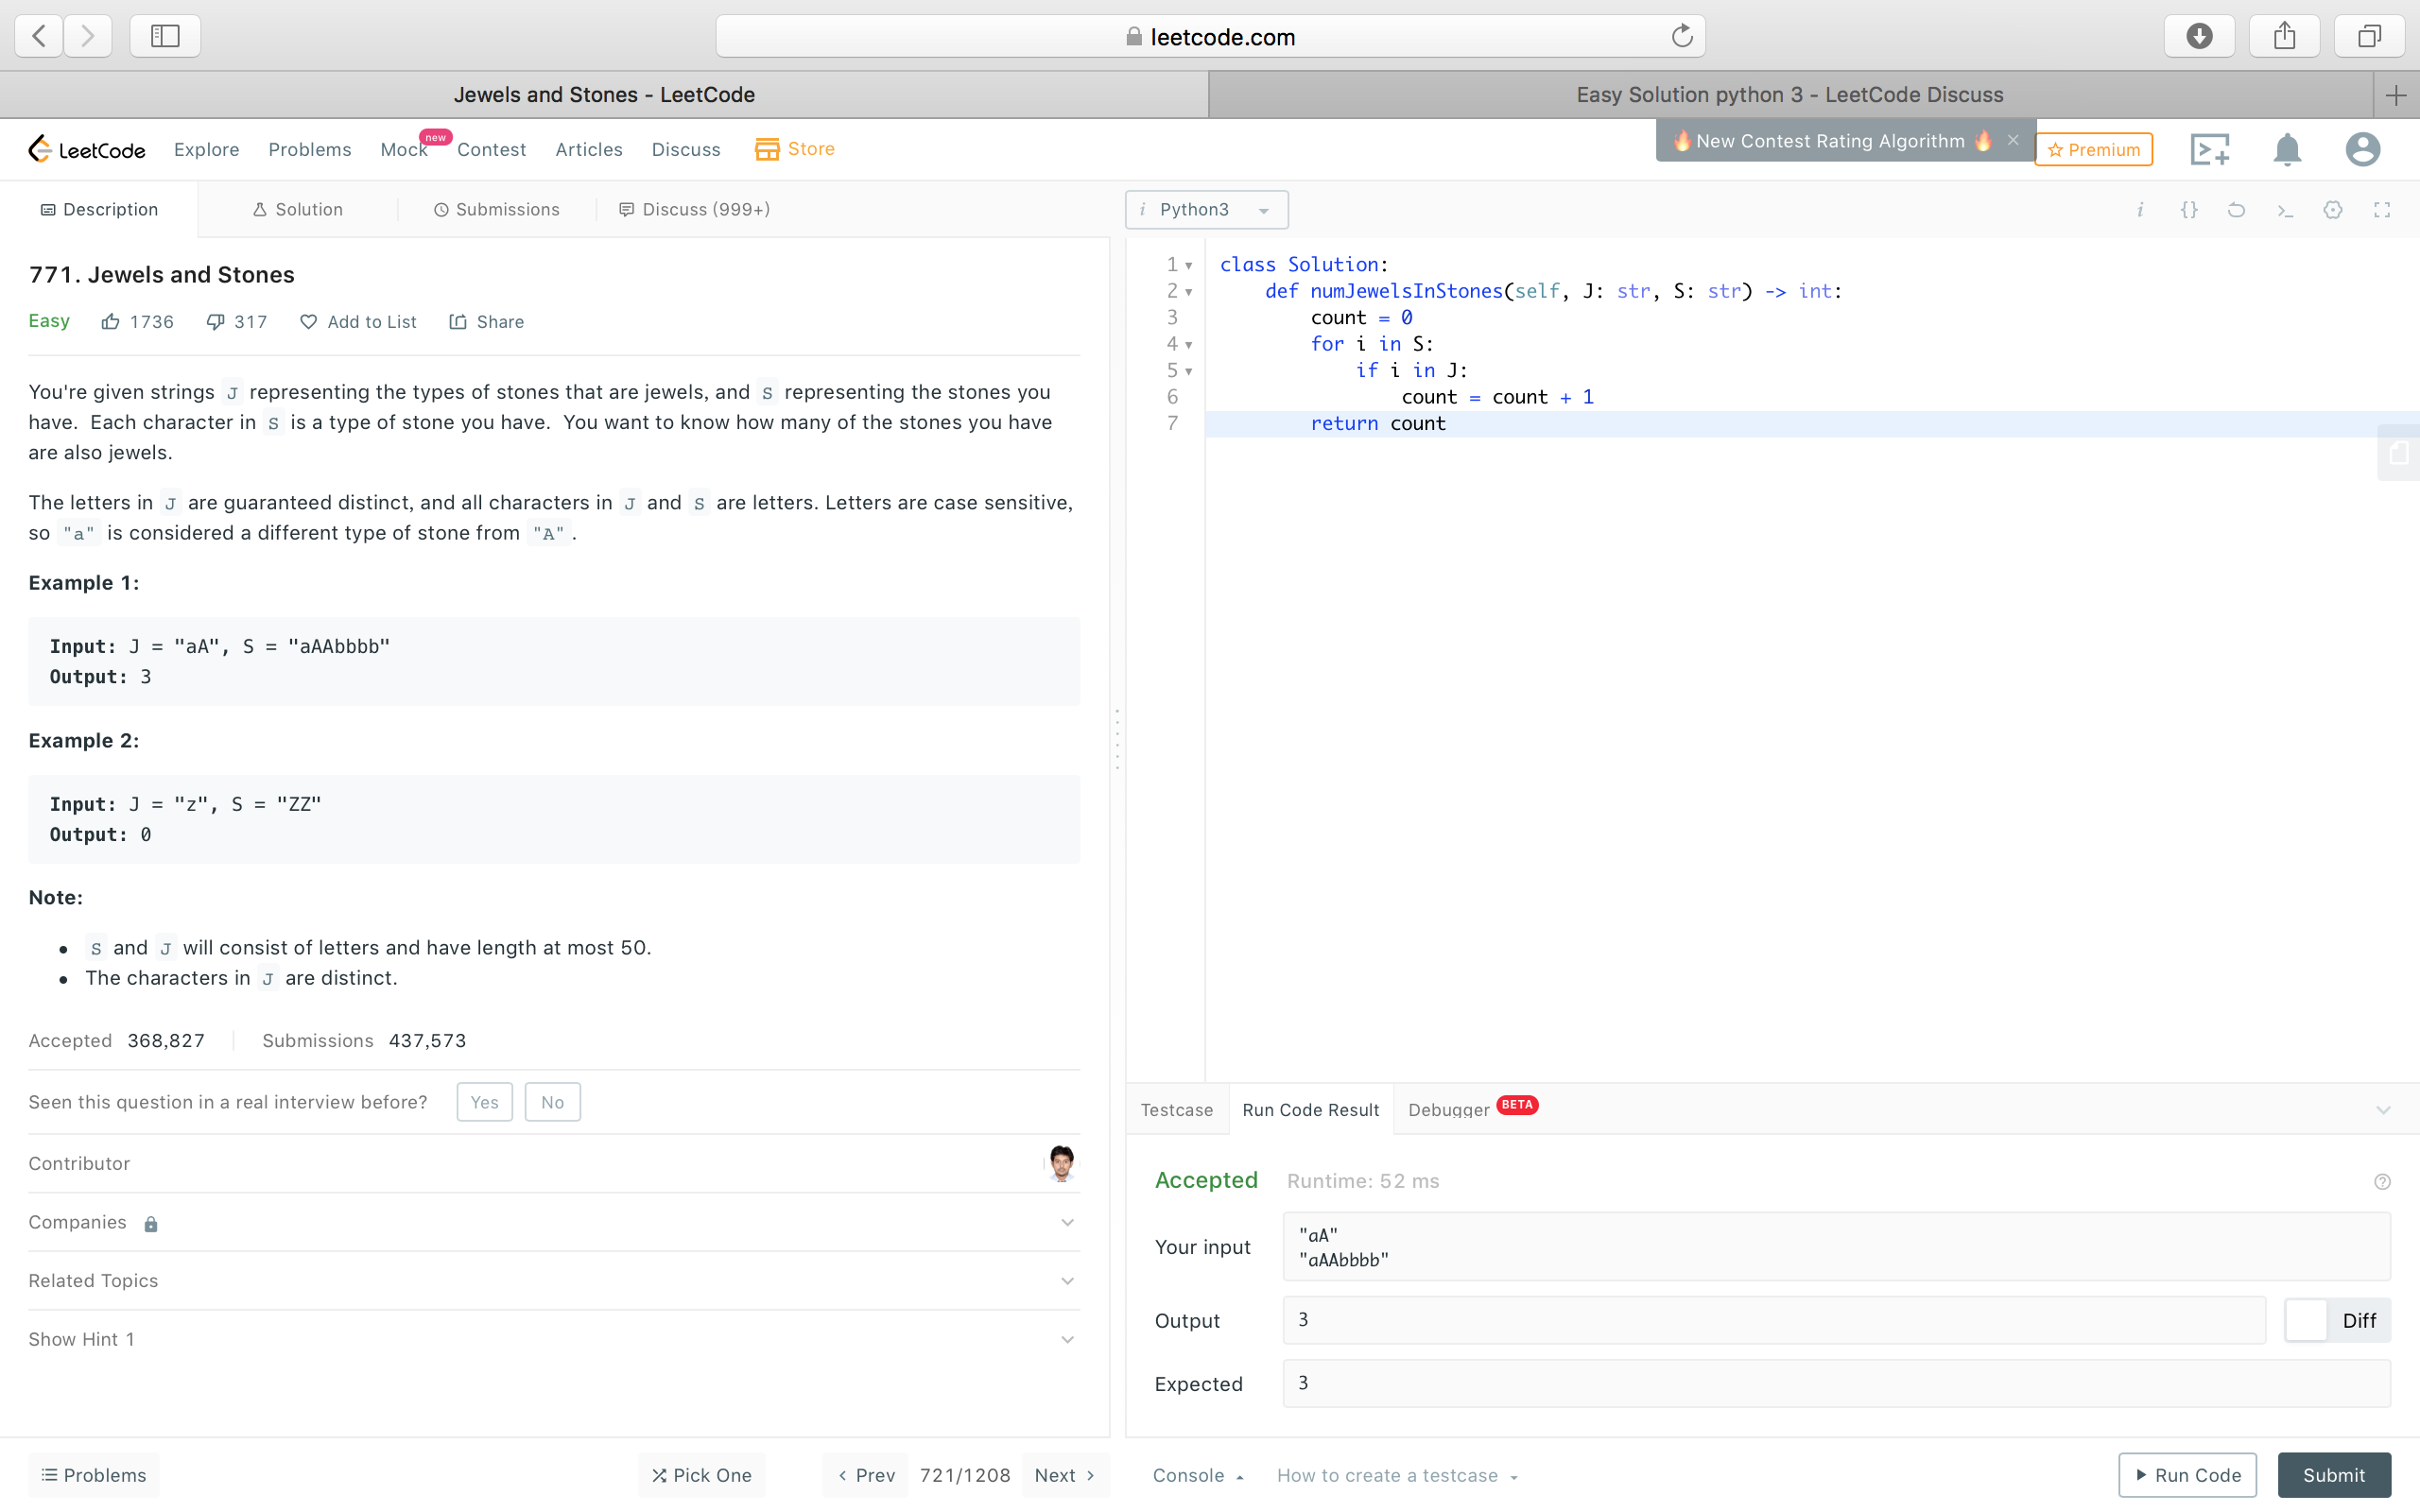 leetcode.com
Jewels and Stones - LeetCode
Easy Solution python 3 - LeetCode Discuss
LeetCode Explore Problems Mock new Contest Articles Discuss Store
🔥New Contest Rating Algorithm 🔥 ×
Premium
Description Solution Submissions Discuss (999+)
771. Jewels and Stones
Easy 1736 317 Add to List Share
You're given strings J representing the types of stones that are jewels, and S representing the stones you
have.  Each character in S is a type of stone you have.  You want to know how many of the stones you have
are also jewels.
The letters in J are guaranteed distinct, and all characters in J and S are letters. Letters are case sensitive,
so "a" is considered a different type of stone from "A".
Example 1:
Input: J = "aA", S = "aAAbbbb"
Output: 3
Example 2:
Input: J = "z", S = "ZZ"
Output: 0
Note:
• S and J will consist of letters and have length at most 50.
• The characters in J are distinct.
Accepted 368,827 Submissions 437,573
Seen this question in a real interview before? Yes No
Contributor
Companies
Related Topics
Show Hint 1
Problems Pick One ‹ Prev 721/1208 Next ›
i Python3
i {}
1 class Solution:
2     def numJewelsInStones(self, J: str, S: str) -> int:
3         count = 0
4         for i in S:
5             if i in J:
6                 count = count + 1
7         return count
Testcase Run Code Result Debugger BETA
Accepted Runtime: 52 ms ?
Your input
"aA"
"aAAbbbb"
Output 3 Diff
Expected 3
Console How to create a testcase Run Code Submit